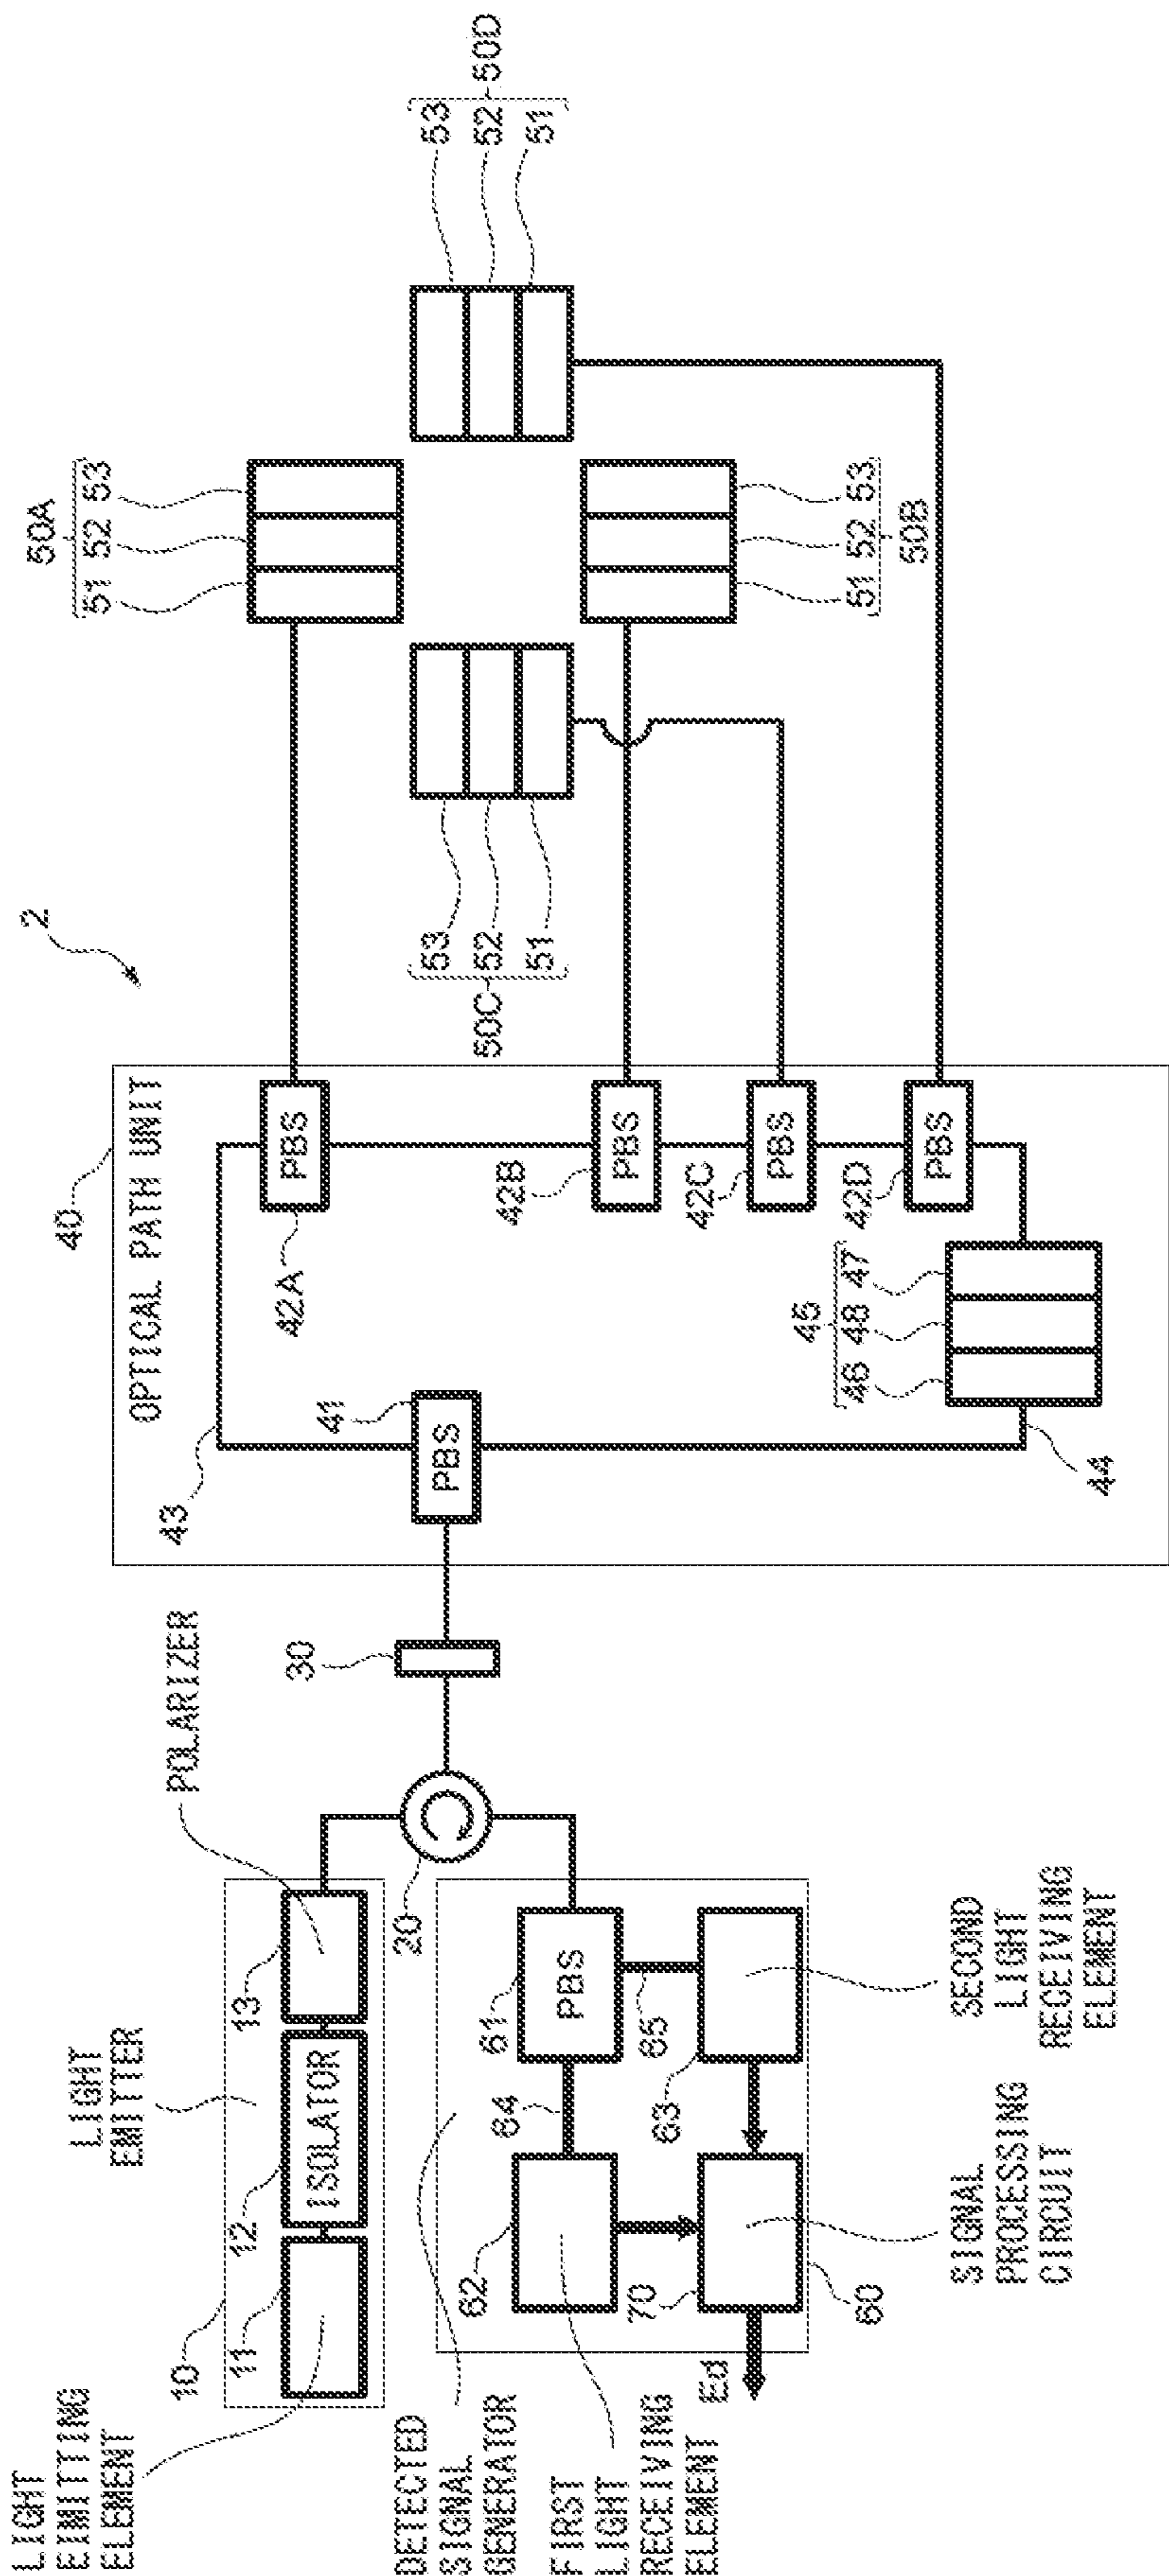 2
LIGHT
EIMITTING
ELEMENT
10
11
12
13
ISOLATOR
LIGHT
EMITTER
POLARIZER
20
30
40
OPTICAL PATH UNIT
43
41
PBS
42A
PBS
42B
PBS
42C
PBS
42D
PBS
44
45
46
48
47
50A
51
52
53
50C
53
52
51
51
52
53
50B
53
52
51
50D
DETECTED
SIGNAL
GENERATOR
FIRST
LIGHT
RECEIVING
ELEMENT
62
64
61
PBS
65
63
70
60
Ed
SIGNAL
PROCESSING
CIRCUIT
SECOND
LIGHT
RECEIVING
ELEMENT